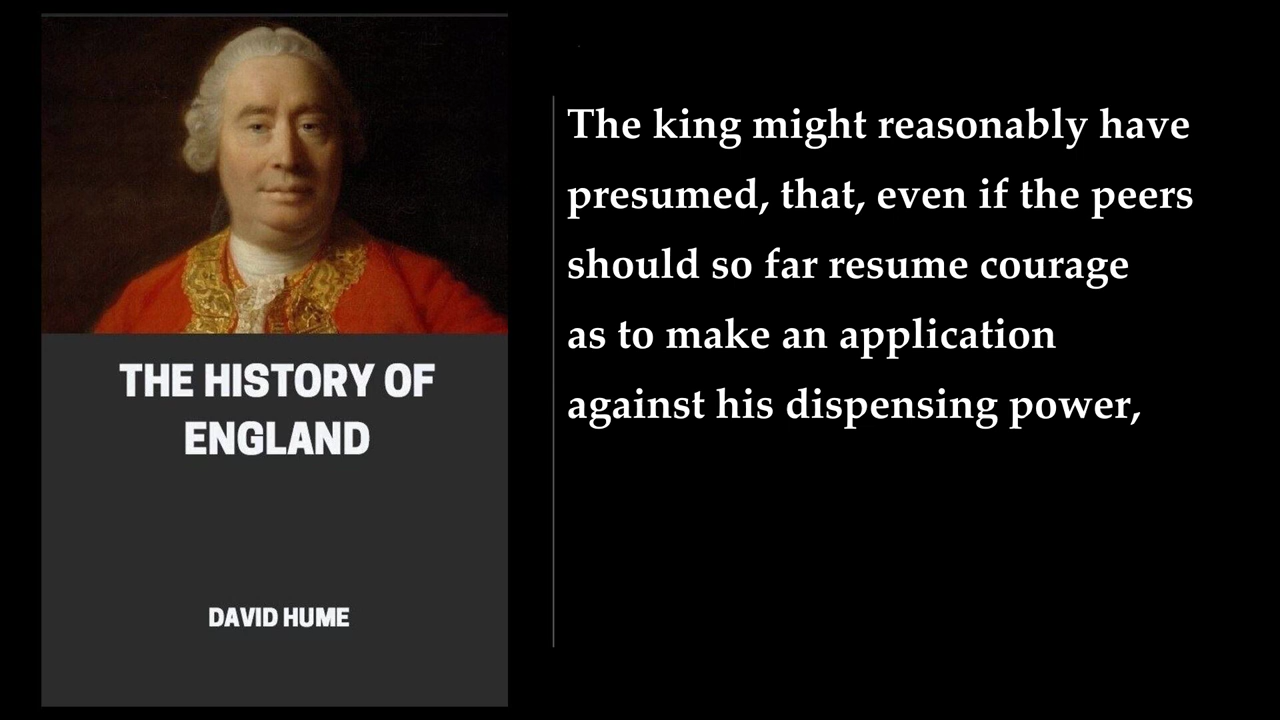 THE HISTORY OF
ENGLAND
DAVID HUME
The king might reasonably have
presumed, that, even if the peers
should so far resume courage
as to make an application
against his dispensing power,